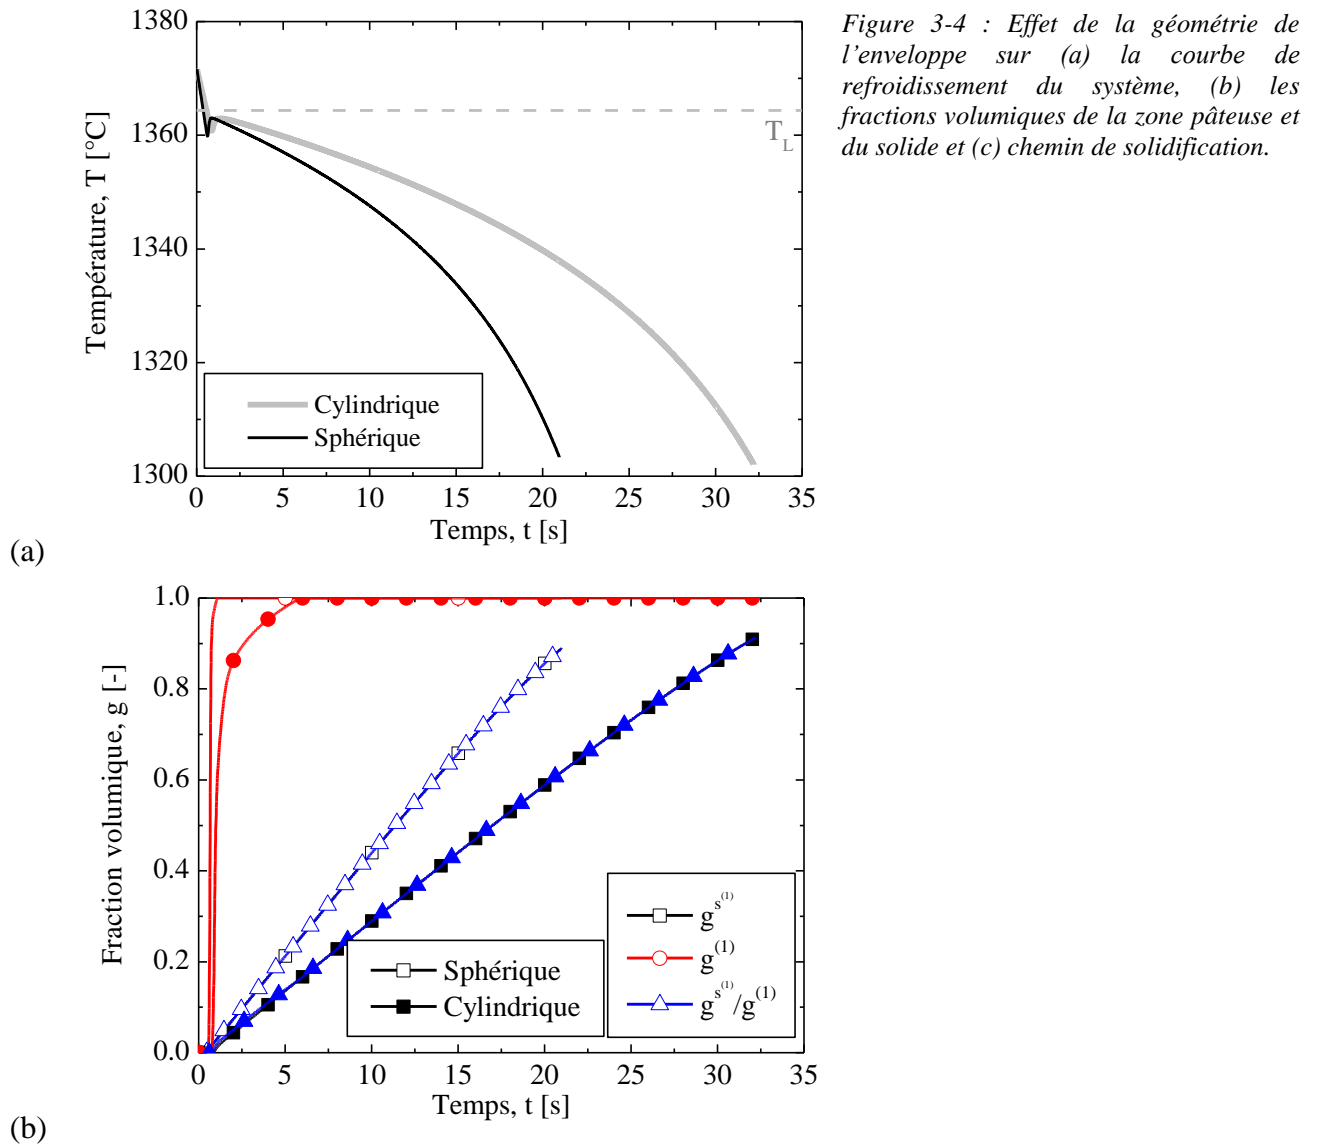 Figure 3-4 : Effet de la géométrie de
l'enveloppe sur (a) la courbe de
refroidissement du système, (b) les
fractions volumiques de la zone pâteuse et
du solide et (c) chemin de solidification.
Température, T [°C]
1380
1360
1340
1320
1300
T_L
Cylindrique
Sphérique
0 5 10 15 20 25 30 35
Temps, t [s]
(a)
Fraction volumique, g [-]
1.0
0.8
0.6
0.4
0.2
0.0
Sphérique
Cylindrique
g^s^(1)
g^(1)
g^s^(1)/g^(1)
0 5 10 15 20 25 30 35
Temps, t [s]
(b)